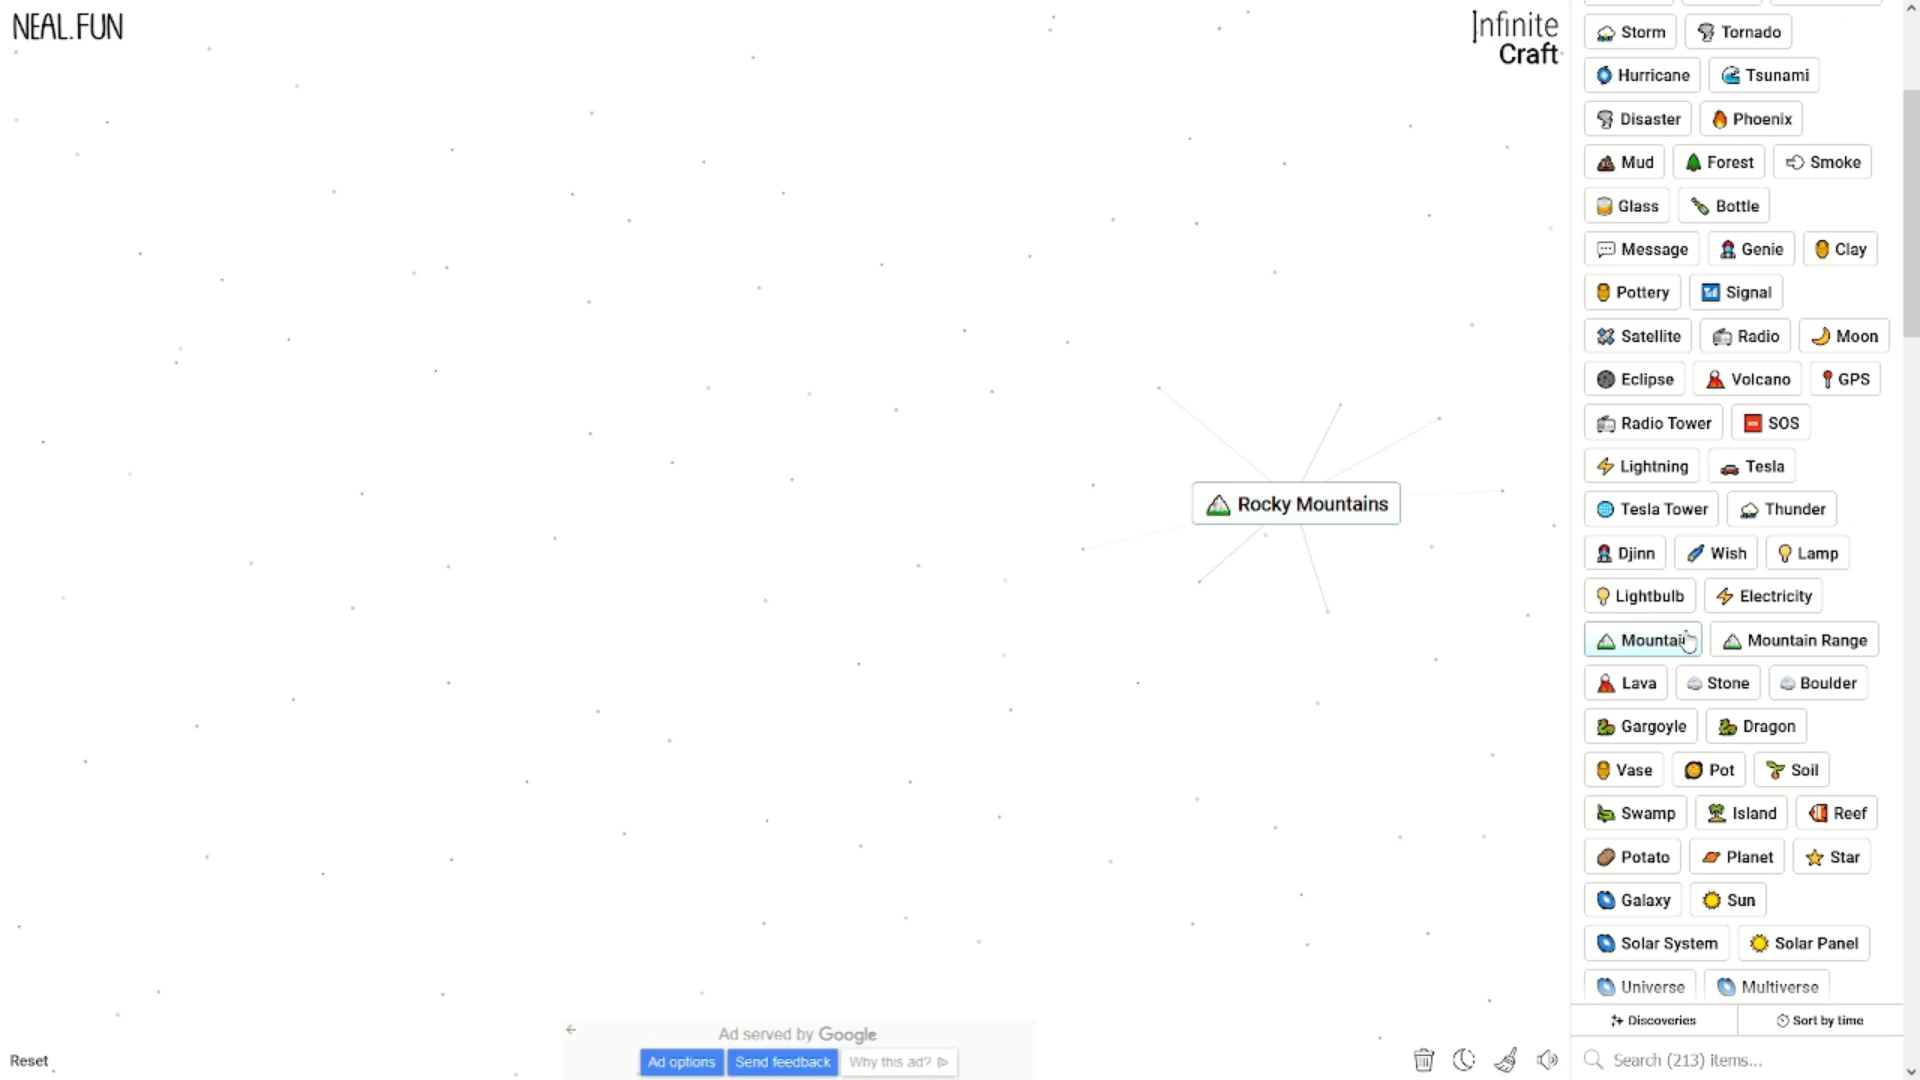 NEAL.FUN
Infinite
Craft
Storm
Tornado
Hurricane
Tsunami
Disaster
Phoenix
Mud
Forest
Smoke
Glass
Bottle
Message
Genie
Clay
Pottery
Signal
Satellite
Radio
Moon
Eclipse
Volcano
GPS
Radio Tower
SOS
Lightning
Tesla
Tesla Tower
Thunder
Djinn
Wish
Lamp
Lightbulb
Electricity
Rocky Mountains
Mountain
Mountain Range
Lava
Stone
Boulder
Gargoyle
Dragon
Vase
Pot
Soil
Swamp
Island
Reef
Potato
Planet
Star
Galaxy
Sun
Solar System
Solar Panel
Universe
Multiverse
Discoveries
Sort by time
Search (213) items...
Ad served by Google
Ad options
Send feedback
Why this ad?
Reset